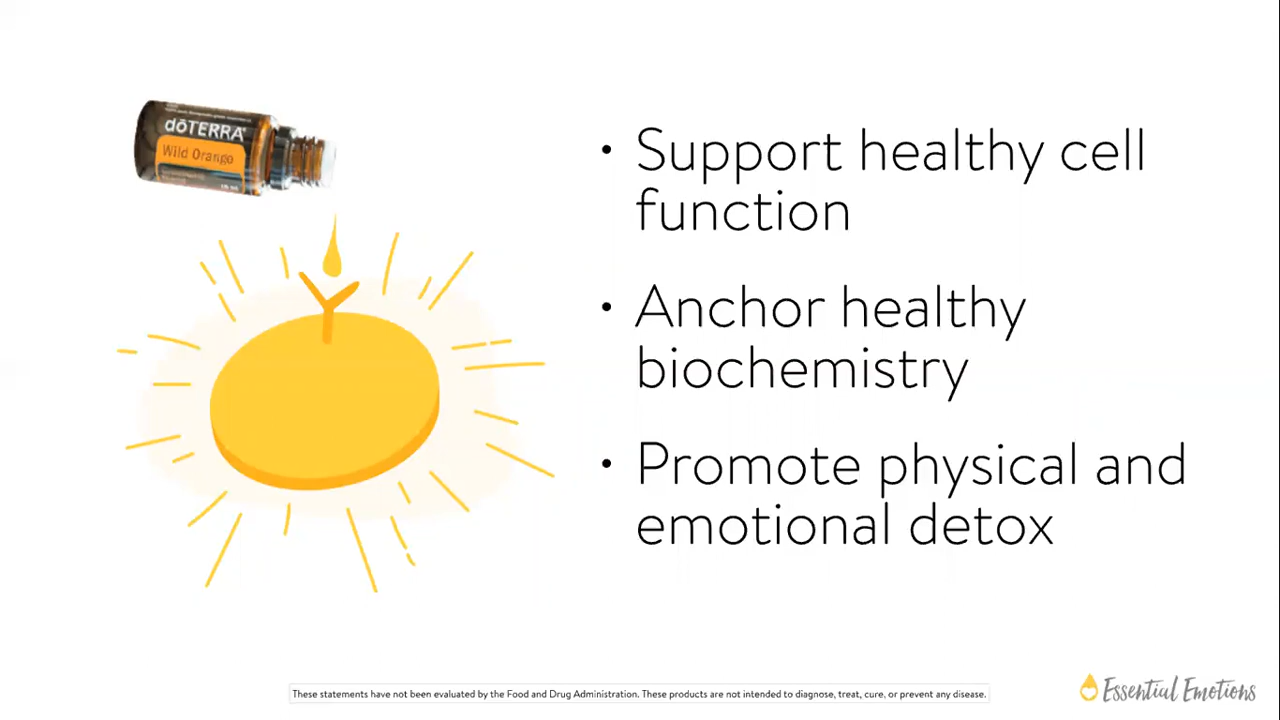 dōTERRA
Wild Orange
• Support healthy cell
function
• Anchor healthy
biochemistry
• Promote physical and
emotional detox
These statements have not been evaluated by the Food and Drug Administration. These products are not intended to diagnose, treat, cure, or prevent any disease.
Essential Emotions